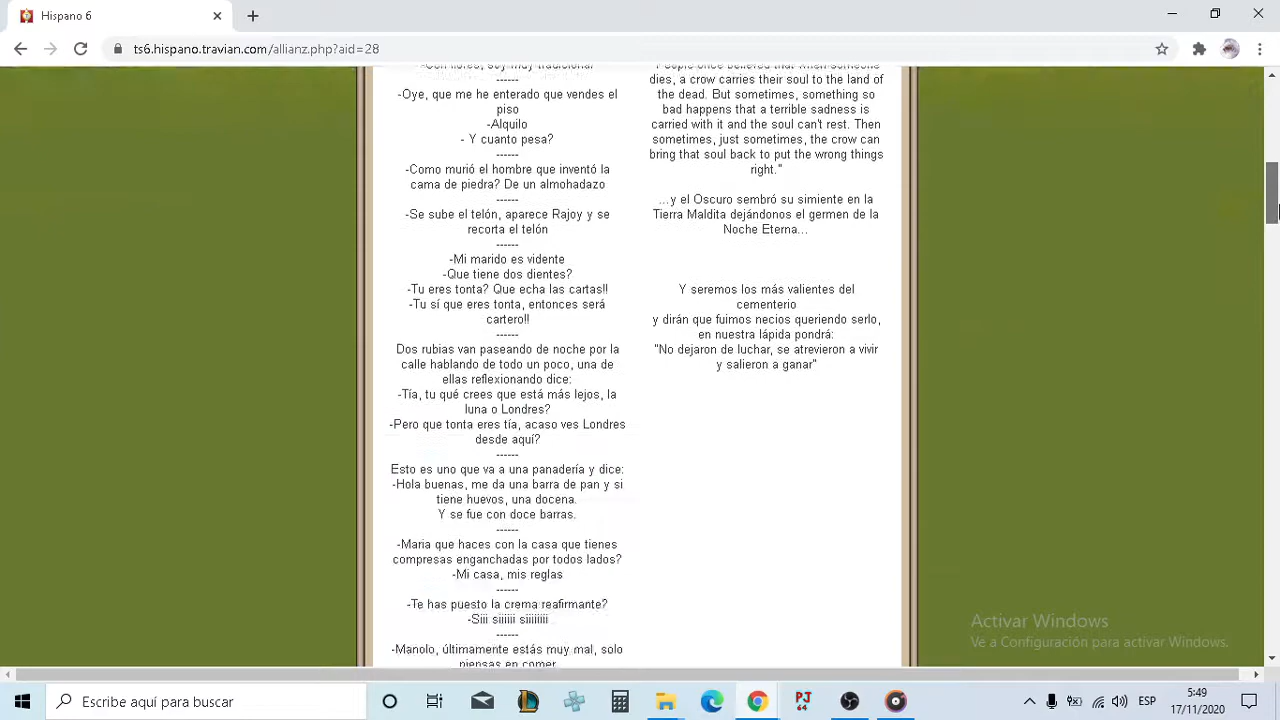 Hispano 6
ts6.hispano.travian.com/allianz.php?aid=28
-Con flores, soy muy tradicional
------
-Oye, que me he enterado que vendes el
piso
-Alquilo
- Y cuanto pesa?
------
-Como murió el hombre que inventó la
cama de piedra? De un almohadazo
------
-Se sube el telón, aparece Rajoy y se
recorta el telón
------
-Mi marido es vidente
-Que tiene dos dientes?
-Tu eres tonta? Que echa las cartas!!
-Tu sí que eres tonta, entonces será
cartero!!
------
Dos rubias van paseando de noche por la
calle hablando de todo un poco, una de
ellas reflexionando dice:
-Tía, tu qué crees que está más lejos, la
luna o Londres?
-Pero que tonta eres tía, acaso ves Londres
desde aquí?
------
Esto es uno que va a una panadería y dice:
-Hola buenas, me da una barra de pan y si
tiene huevos, una docena.
Y se fue con doce barras.
------
-Maria que haces con la casa que tienes
compresas enganchadas por todos lados?
-Mi casa, mis reglas
------
-Te has puesto la crema reafirmante?
-Siii siiiiii siiiiiiii
------
-Manolo, últimamente estás muy mal, solo
piensas en comer
People once believed that when someone
dies, a crow carries their soul to the land of
the dead. But sometimes, something so
bad happens that a terrible sadness is
carried with it and the soul can't rest. Then
sometimes, just sometimes, the crow can
bring that soul back to put the wrong things
right."
...y el Oscuro sembró su simiente en la
Tierra Maldita dejándonos el germen de la
Noche Eterna...
Y seremos los más valientes del
cementerio
y dirán que fuimos necios queriendo serlo,
en nuestra lápida pondrá:
"No dejaron de luchar, se atrevieron a vivir
y salieron a ganar"
Activar Windows
Ve a Configuración para activar Windows.
Escribe aquí para buscar
PJ
64
ESP
5:49
17/11/2020